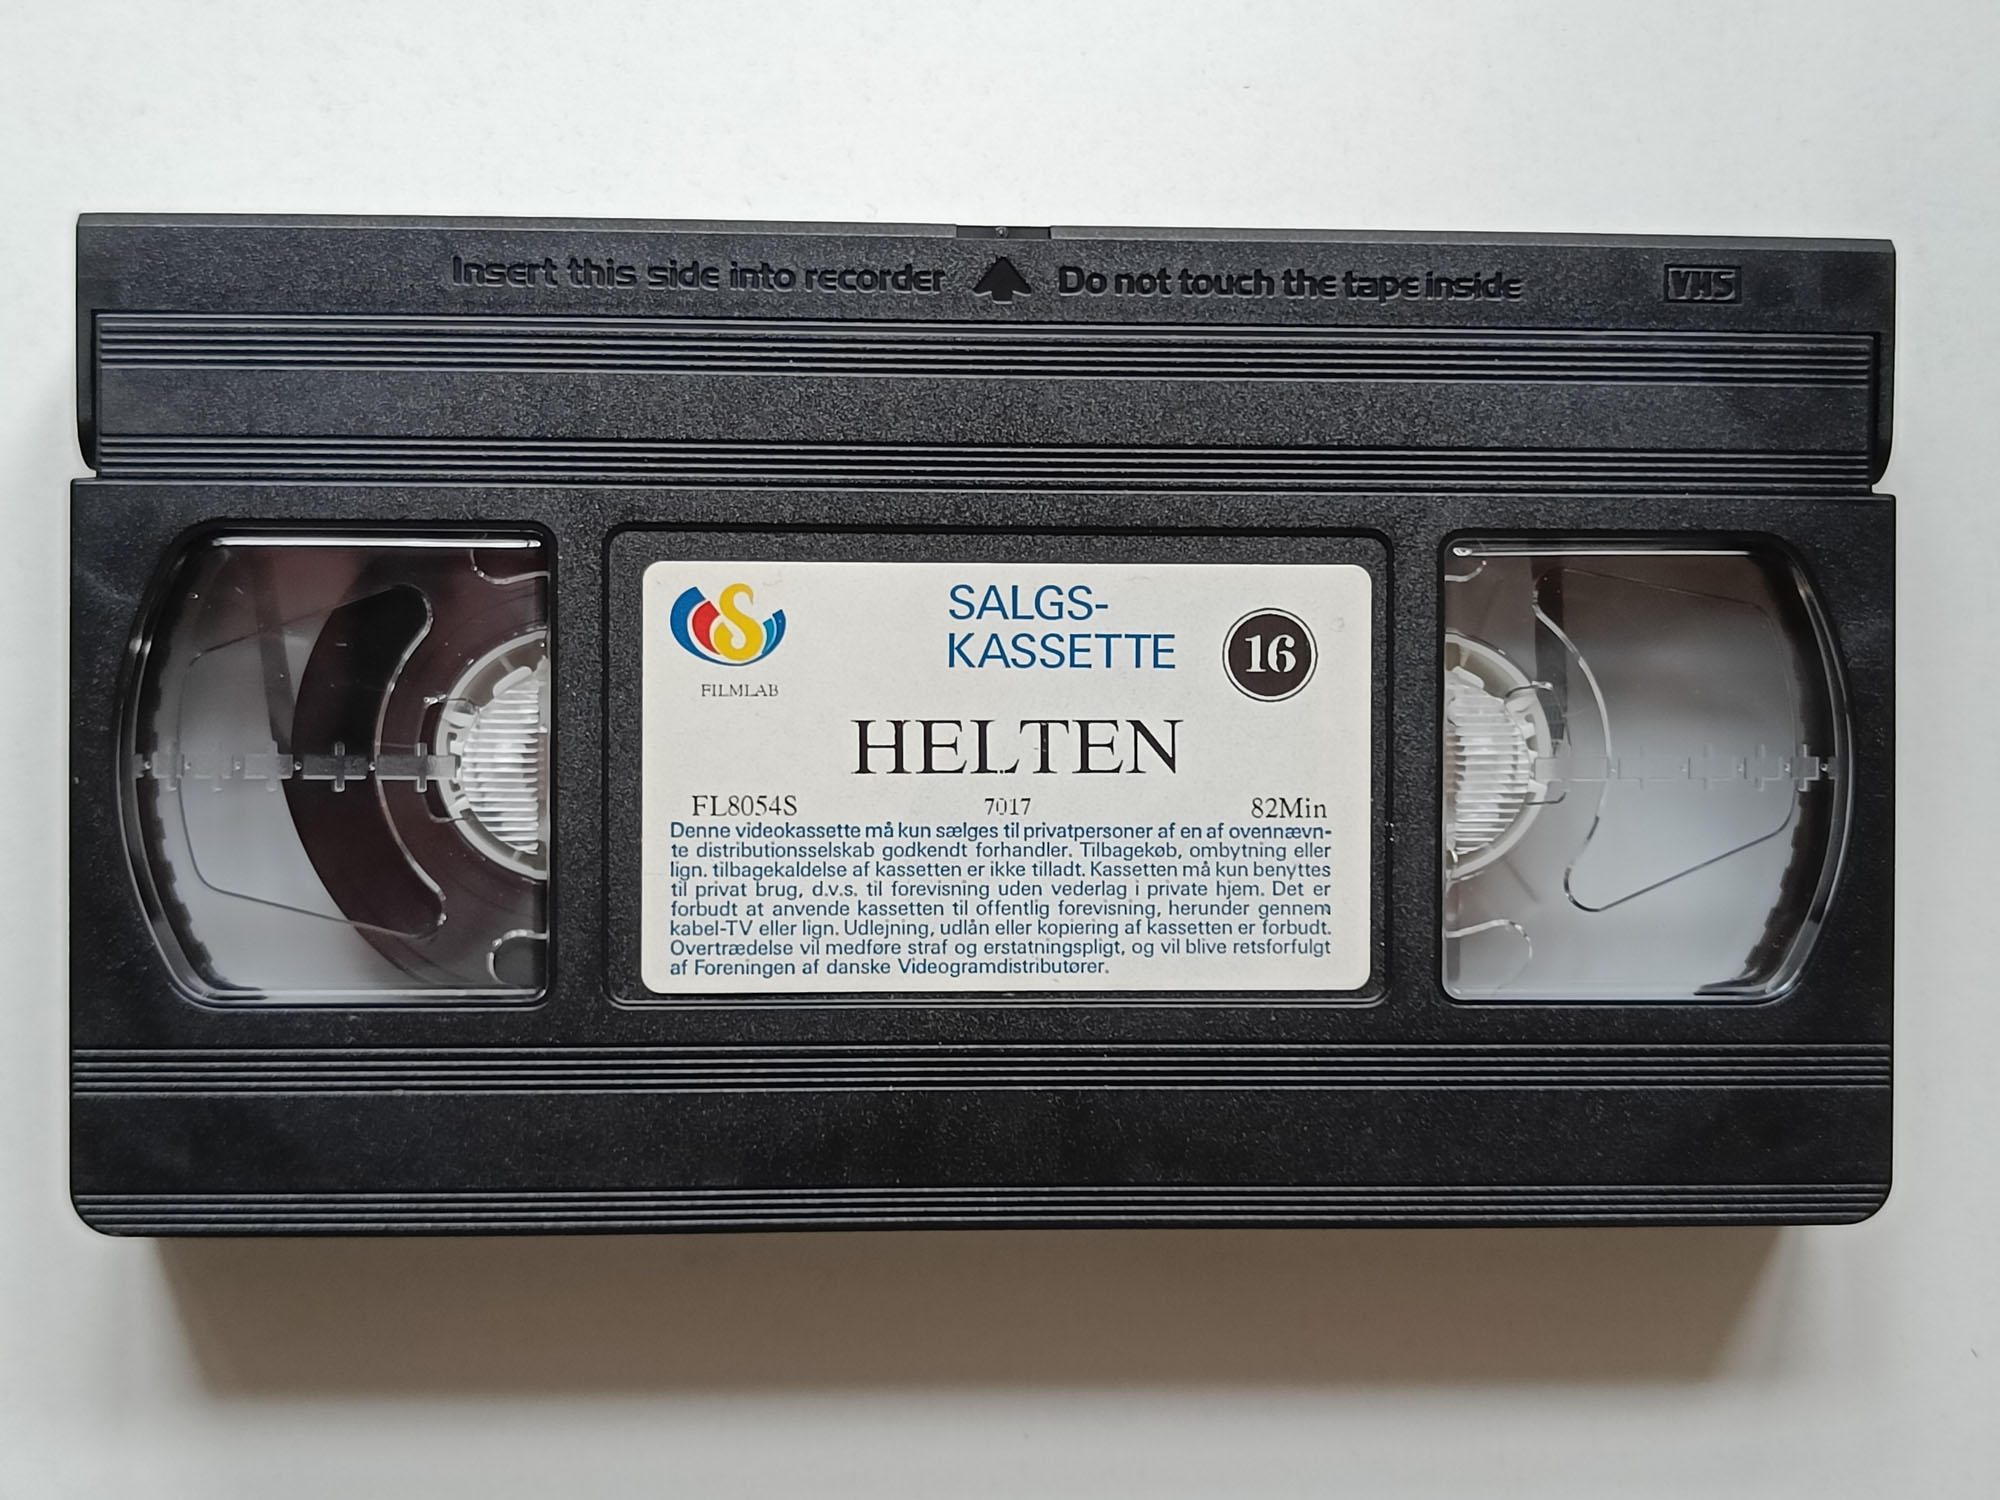 Insert this side into recorder Do not touch the tape inside VHS
S
FILMLAB
SALGS-
KASSETTE
16
HELTEN
FL8054S 7017 82Min
Denne videokassette må kun sælges til privatpersoner af en af ovennævn-
te distributionsselskab godkendt forhandler. Tilbagekøb, ombytning eller
lign. tilbagekaldelse af kassetten er ikke tilladt. Kassetten må kun benyttes
til privat brug, d.v.s. til forevisning uden vederlag i private hjem. Det er
forbudt at anvende kassetten til offentlig forevisning, herunder gennem
kabel-TV eller lign. Udlejning, udlån eller kopiering af kassetten er forbudt.
Overtrædelse vil medføre straf og erstatningspligt, og vil blive retsforfulgt
af Foreningen af danske Videogramdistributører.